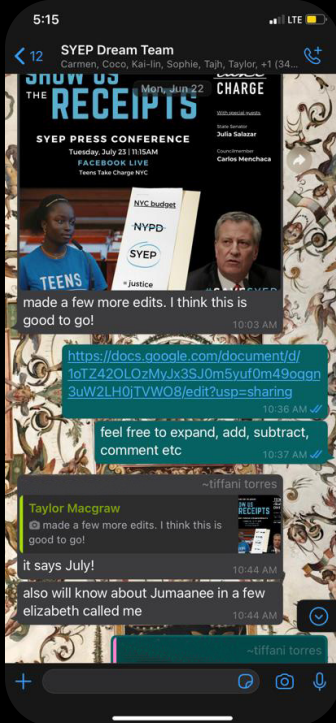 5:15
LTE
12
SYEP Dream Team
Carmen, Coco, Kai-lin, Sophie, Tajh, Taylor, +1 (34...
SHOW US
THE RECEIPTS
Mon, Jun 22
CHARGE
With special guests
State Senator
Julia Salazar
Councilmember
Carlos Menchaca
SYEP PRESS CONFERENCE
Tuesday, July 23 | 11:15AM
FACEBOOK LIVE
Teens Take Charge NYC
NYC budget
NYPD
SYEP
= justice
TEENS
made a few more edits. I think this is
good to go!
10:03 AM
https://docs.google.com/document/d/
1oTZ42OLOzMyJx3SJ0m5yuf0m49oqgn
3uW2LH0jTVWO8/edit?usp=sharing
10:36 AM
feel free to expand, add, subtract,
comment etc
10:37 AM
~tiffani torres
Taylor Macgraw
made a few more edits. I think this is
good to go!
RECEIPTS
it says July!
10:44 AM
also will know about Jumaanee in a few
elizabeth called me
10:44 AM
~tiffani torres